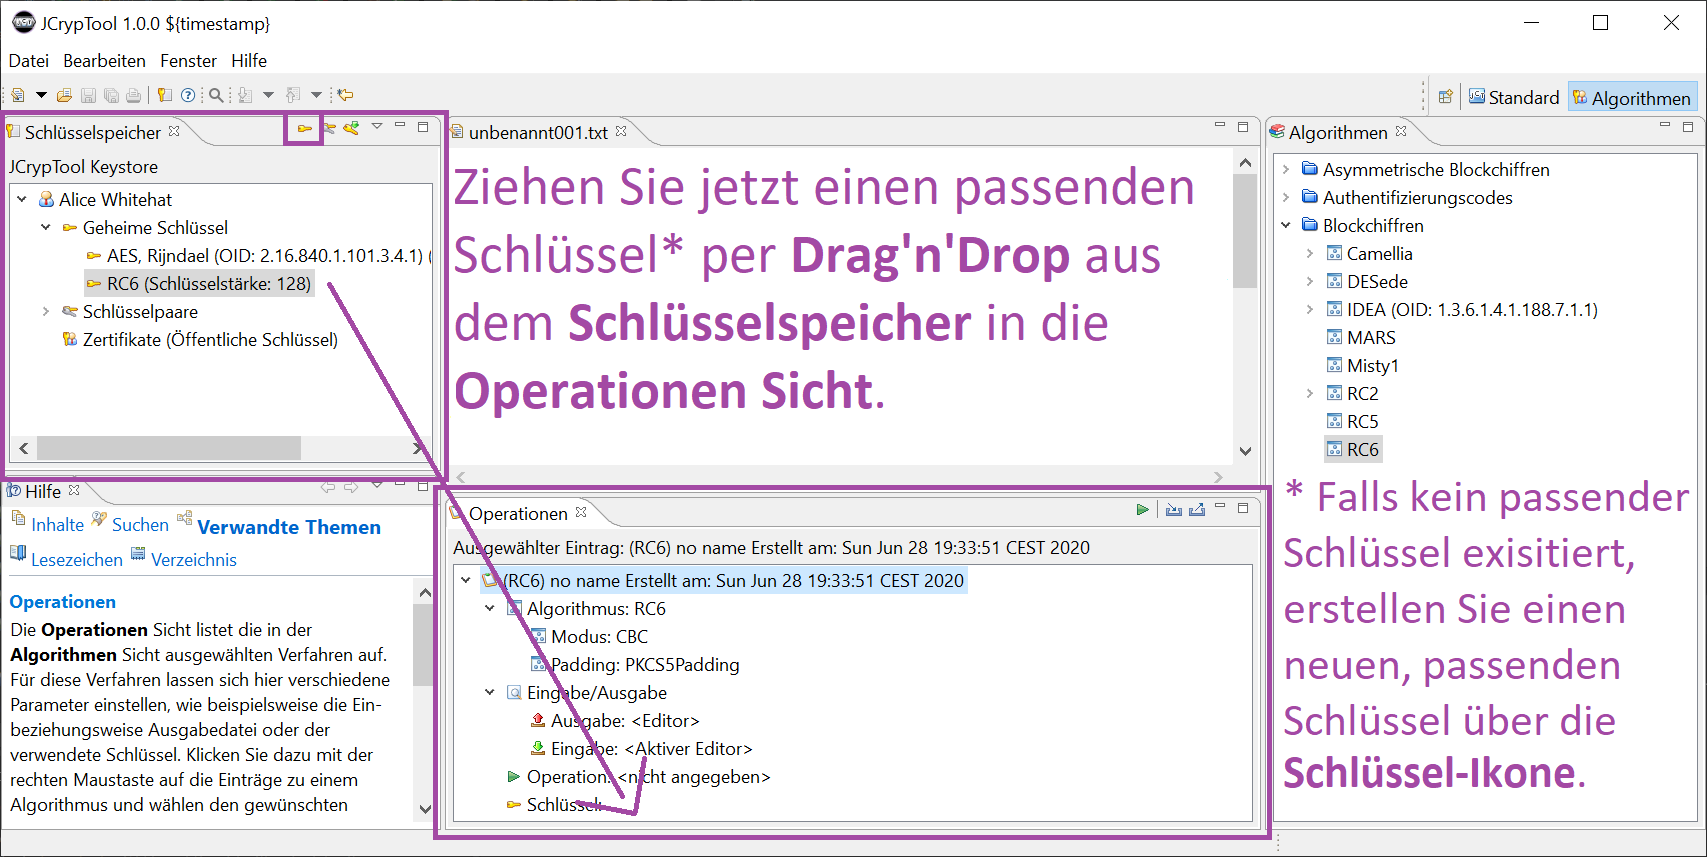 JCrypTool 1.0.0 ${timestamp}
Datei Bearbeiten Fenster Hilfe
Standard Algorithmen
Schlüsselspeicher
JCrypTool Keystore
Alice Whitehat
Geheime Schlüssel
AES, Rijndael (OID: 2.16.840.1.101.3.4.1) (
RC6 (Schlüsselstärke: 128)
Schlüsselpaare
Zertifikate (Öffentliche Schlüssel)
unbenannt001.txt
Ziehen Sie jetzt einen passenden
Schlüssel* per Drag'n'Drop aus
dem Schlüsselspeicher in die
Operationen Sicht.
Algorithmen
Asymmetrische Blockchiffren
Authentifizierungscodes
Blockchiffren
Camellia
DESede
IDEA (OID: 1.3.6.1.4.1.188.7.1.1)
MARS
Misty1
RC2
RC5
RC6
* Falls kein passender
Schlüssel exisitiert,
erstellen Sie einen
neuen, passenden
Schlüssel über die
Schlüssel-Ikone.
Hilfe
Inhalte Suchen Verwandte Themen
Lesezeichen Verzeichnis
Operationen
Die Operationen Sicht listet die in der
Algorithmen Sicht ausgewählten Verfahren auf.
Für diese Verfahren lassen sich hier verschiedene
Parameter einstellen, wie beispielsweise die Ein-
beziehungsweise Ausgabedatei oder der
verwendete Schlüssel. Klicken Sie dazu mit der
rechten Maustaste auf die Einträge zu einem
Algorithmus und wählen den gewünschten
Operationen
Ausgewählter Eintrag: (RC6) no name Erstellt am: Sun Jun 28 19:33:51 CEST 2020
(RC6) no name Erstellt am: Sun Jun 28 19:33:51 CEST 2020
Algorithmus: RC6
Modus: CBC
Padding: PKCS5Padding
Eingabe/Ausgabe
Ausgabe: <Editor>
Eingabe: <Aktiver Editor>
Operation: <nicht angegeben>
Schlüssel: